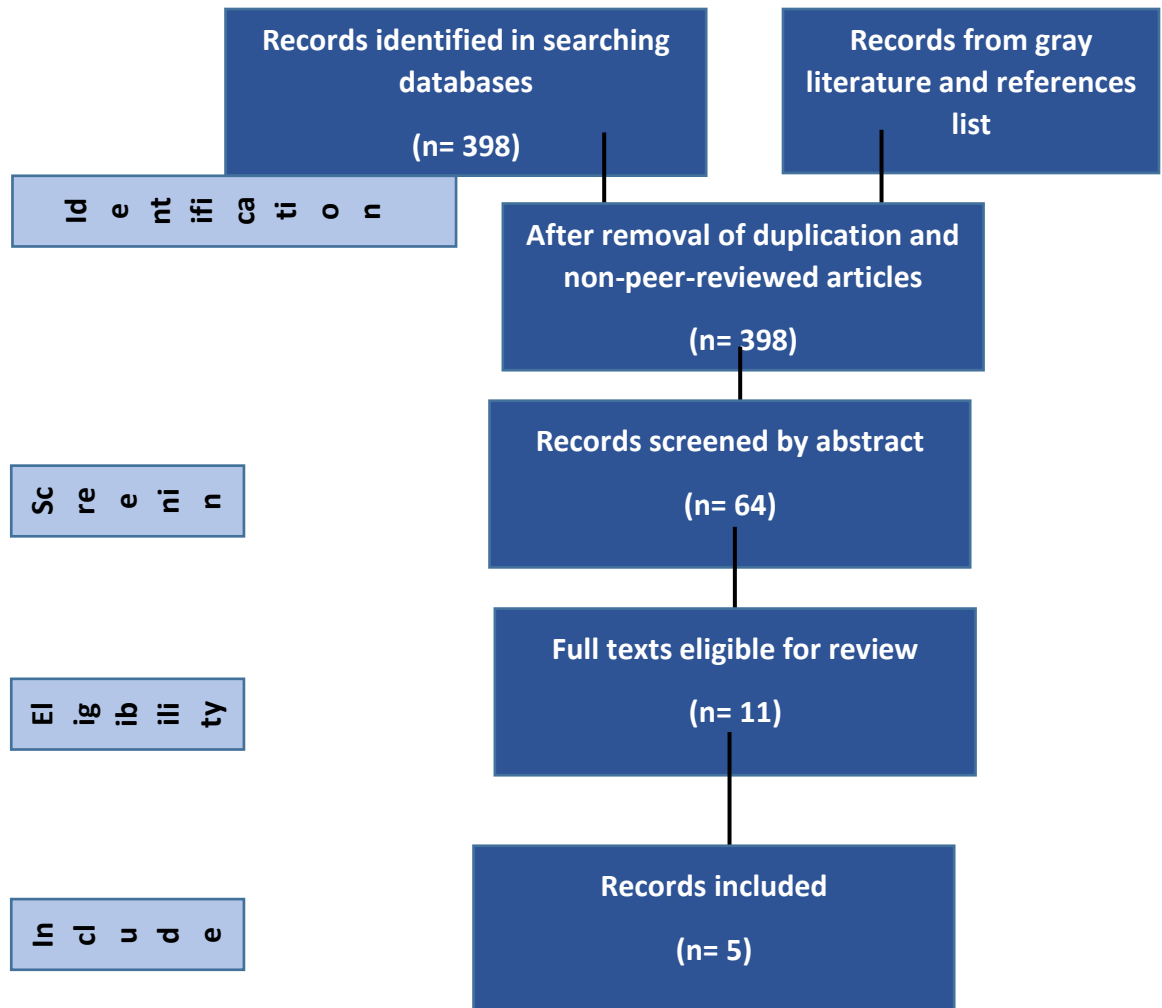 Records identified in searching
databases
(n= 398)
Records from gray
literature and references
list
Id e nt ifi ca ti o n
After removal of duplication and
non-peer-reviewed articles
(n= 398)
Records screened by abstract
(n= 64)
Sc re e ni n
Full texts eligible for review
(n= 11)
El ig ib ili ty
Records included
(n= 5)
In cl u d e